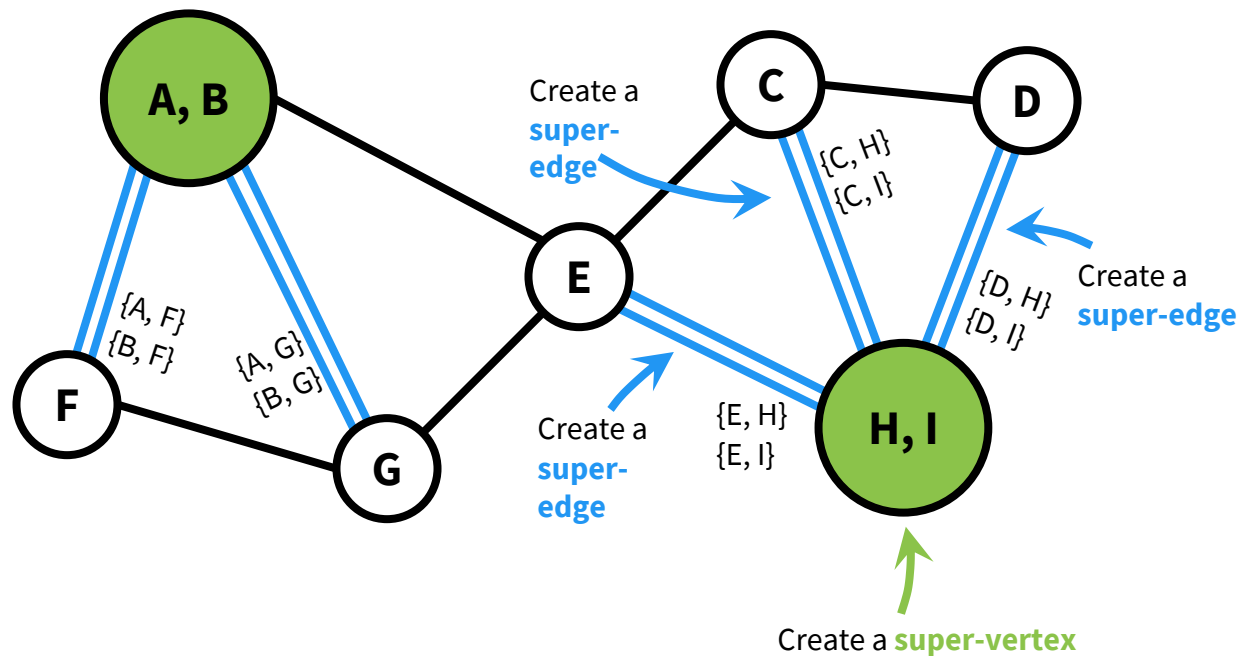 A, B
C
D
Create a
super-
edge
{C, H}
{C, I}
E
{D, H}
{D, I}
Create a
super-edge
{A, F}
{B, F}
{A, G}
{B, G}
F
G
Create a
super-
edge
{E, H}
{E, I}
H, I
Create a super-vertex